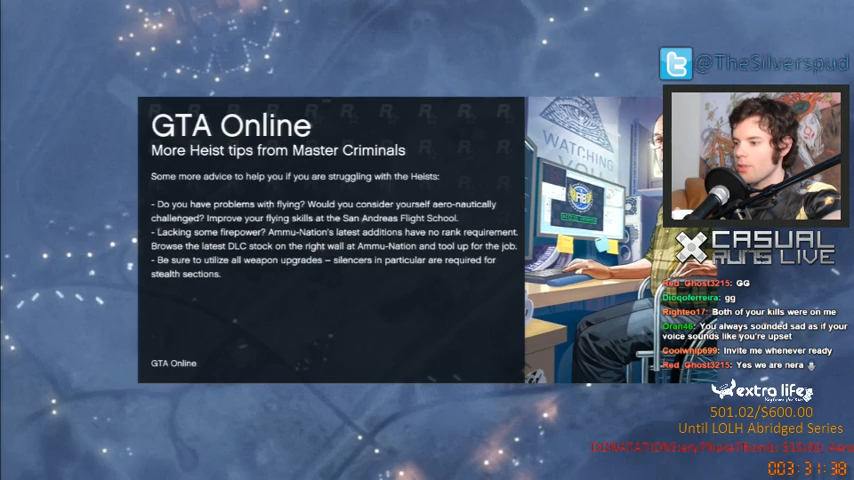 @TheSilverspud
GTA Online
More Heist tips from Master Criminals
Some more advice to help you if you are struggling with the Heists:
- Do you have problems with flying? Would you consider yourself aero-nautically
challenged? Improve your flying skills at the San Andreas Flight School.
- Lacking some firepower? Ammu-Nation's latest additions have no rank requirement.
Browse the latest DLC stock on the right wall at Ammu-Nation and tool up for the job.
- Be sure to utilize all weapon upgrades – silencers in particular are required for
stealth sections.
GTA Online
WATCHING
YOU
CASUAL
RUNS LIVE
Red_Ghost3215: GG
Dioqoferreira: gg
Righteo17: Both of your kills were on me
Oran46: You always sounded sad as if your
voice sounds like you're upset
Coolwhip699: Invite me whenever ready
Red_Ghost3215: Yes we are nera
extra life
501.02/$600.00
Until LOLH Abridged Series
003:31:38